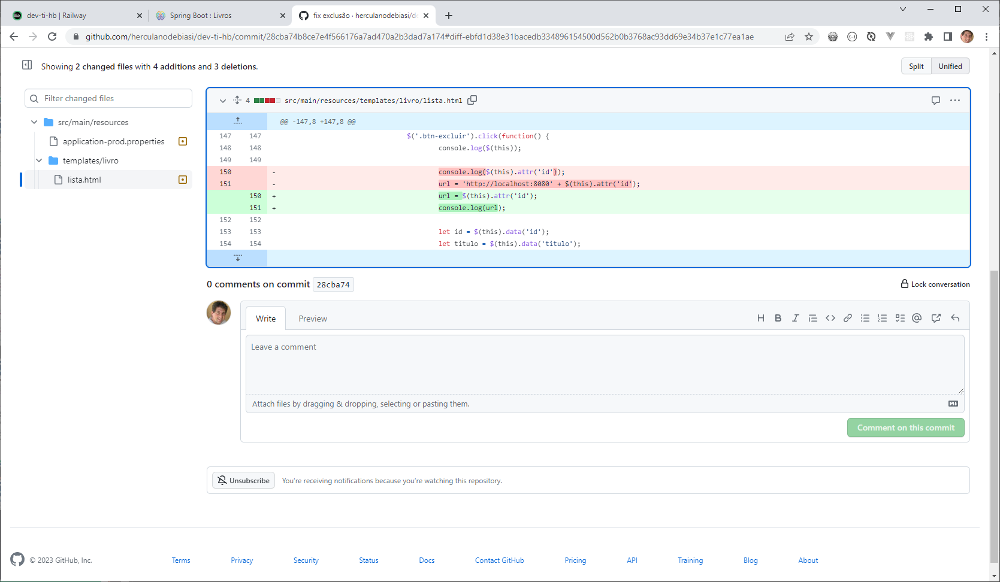 dev-ti-hb | Railway
Spring Boot : Livros
fix exclusão · herculanodebiasi/de
github.com/herculanodebiasi/dev-ti-hb/commit/28cba74b8ce7e4f566176a7ad470a2b3dad7a174#diff-ebfd1d38e31bacedb334896154500d562b0b3768ac93dd69e34b37e1c77ea1ae
Showing 2 changed files with 4 additions and 3 deletions.
Split
Unified
Filter changed files
src/main/resources
application-prod.properties
templates/livro
lista.html
4 src/main/resources/templates/livro/lista.html
@@ -147,8 +147,8 @@
147 147 $('.btn-excluir').click(function() {
148 148 console.log($(this));
149 149
150 - console.log($(this).attr('id'));
151 - url = 'http://localhost:8080' + $(this).attr('id');
150 + url = $(this).attr('id');
151 + console.log(url);
152 152
153 153 let id = $(this).data('id');
154 154 let titulo = $(this).data('titulo');
0 comments on commit 28cba74
Lock conversation
Write
Preview
Leave a comment
Attach files by dragging & dropping, selecting or pasting them.
Comment on this commit
Unsubscribe
You're receiving notifications because you're watching this repository.
© 2023 GitHub, Inc.
Terms
Privacy
Security
Status
Docs
Contact GitHub
Pricing
API
Training
Blog
About